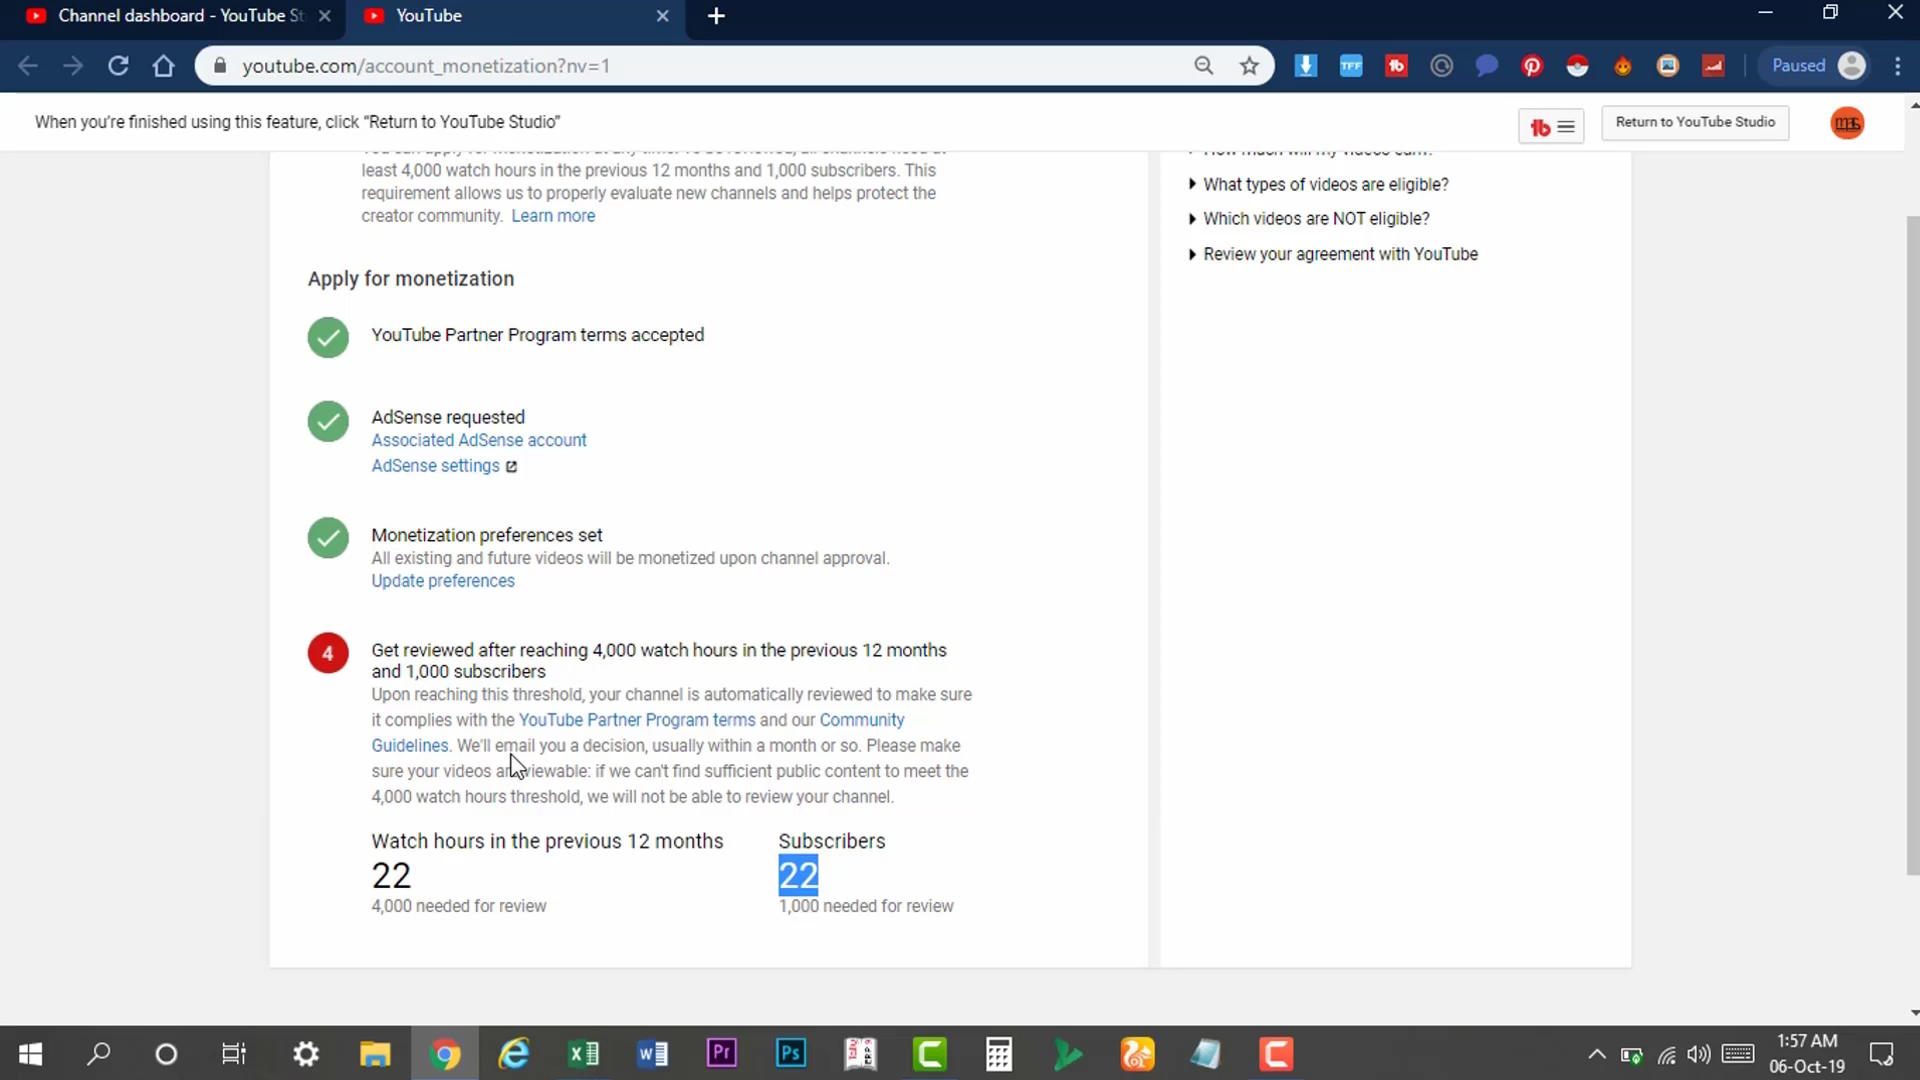 Channel dashboard - YouTube St
YouTube
youtube.com/account_monetization?nv=1
TFF
Paused
When you're finished using this feature, click "Return to YouTube Studio"
Return to YouTube Studio
least 4,000 watch hours in the previous 12 months and 1,000 subscribers. This
requirement allows us to properly evaluate new channels and helps protect the
creator community. Learn more
How much will my videos earn?
What types of videos are eligible?
Which videos are NOT eligible?
Review your agreement with YouTube
Apply for monetization
YouTube Partner Program terms accepted
AdSense requested
Associated AdSense account
AdSense settings
Monetization preferences set
All existing and future videos will be monetized upon channel approval.
Update preferences
4
Get reviewed after reaching 4,000 watch hours in the previous 12 months
and 1,000 subscribers
Upon reaching this threshold, your channel is automatically reviewed to make sure
it complies with the YouTube Partner Program terms and our Community
Guidelines. We'll email you a decision, usually within a month or so. Please make
sure your videos are viewable: if we can't find sufficient public content to meet the
4,000 watch hours threshold, we will not be able to review your channel.
Watch hours in the previous 12 months
22
4,000 needed for review
Subscribers
22
1,000 needed for review
Pr
Ps
1:57 AM
06-Oct-19